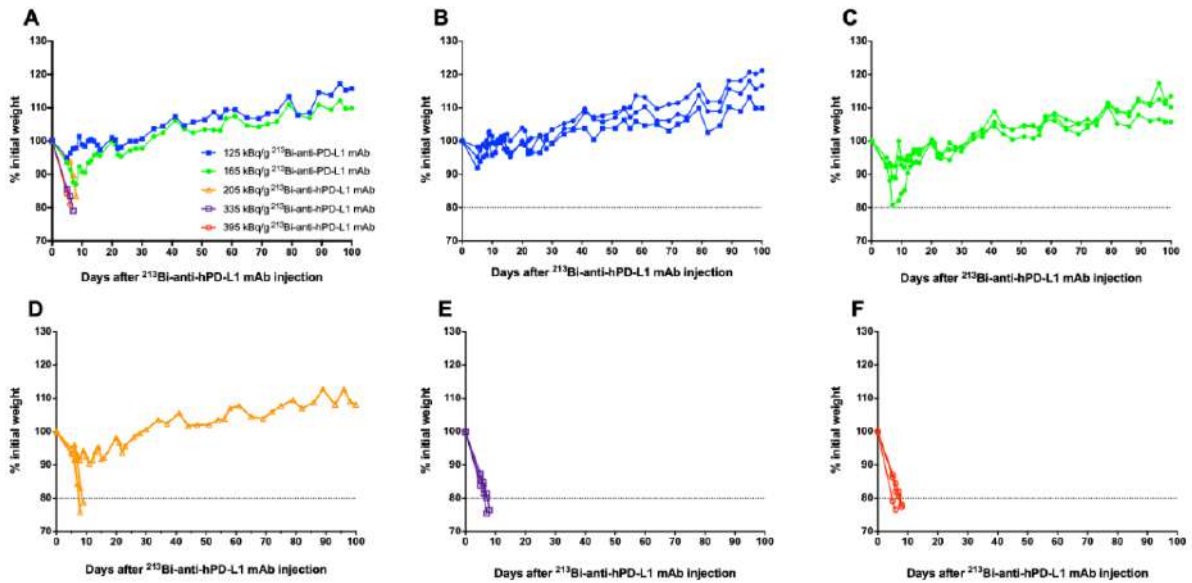 A
130
120
110
100
90
80
70
% initial weight
0 10 20 30 40 50 60 70 80 90 100
Days after ²¹³Bi-anti-hPD-L1 mAb injection
125 kBq/g ²¹³Bi-anti-PD-L1 mAb
165 kBq/g ²¹³Bi-anti-PD-L1 mAb
205 kBq/g ²¹³Bi-anti-hPD-L1 mAb
335 kBq/g ²¹³Bi-anti-hPD-L1 mAb
395 kBq/g ²¹³Bi-anti-hPD-L1 mAb
B
130
120
110
100
90
80
70
% initial weight
0 10 20 30 40 50 60 70 80 90 100
Days after ²¹³Bi-anti-hPD-L1 mAb injection
C
130
120
110
100
90
80
70
% initial weight
0 10 20 30 40 50 60 70 80 90 100
Days after ²¹³Bi-anti-hPD-L1 mAb injection
D
130
120
110
100
90
80
70
% initial weight
0 10 20 30 40 50 60 70 80 90 100
Days after ²¹³Bi-anti-hPD-L1 mAb injection
E
130
120
110
100
90
80
70
% initial weight
0 10 20 30 40 50 60 70 80 90 100
Days after ²¹³Bi-anti-hPD-L1 mAb injection
F
130
120
110
100
90
80
70
% initial weight
0 10 20 30 40 50 60 70 80 90 100
Days after ²¹³Bi-anti-hPD-L1 mAb injection